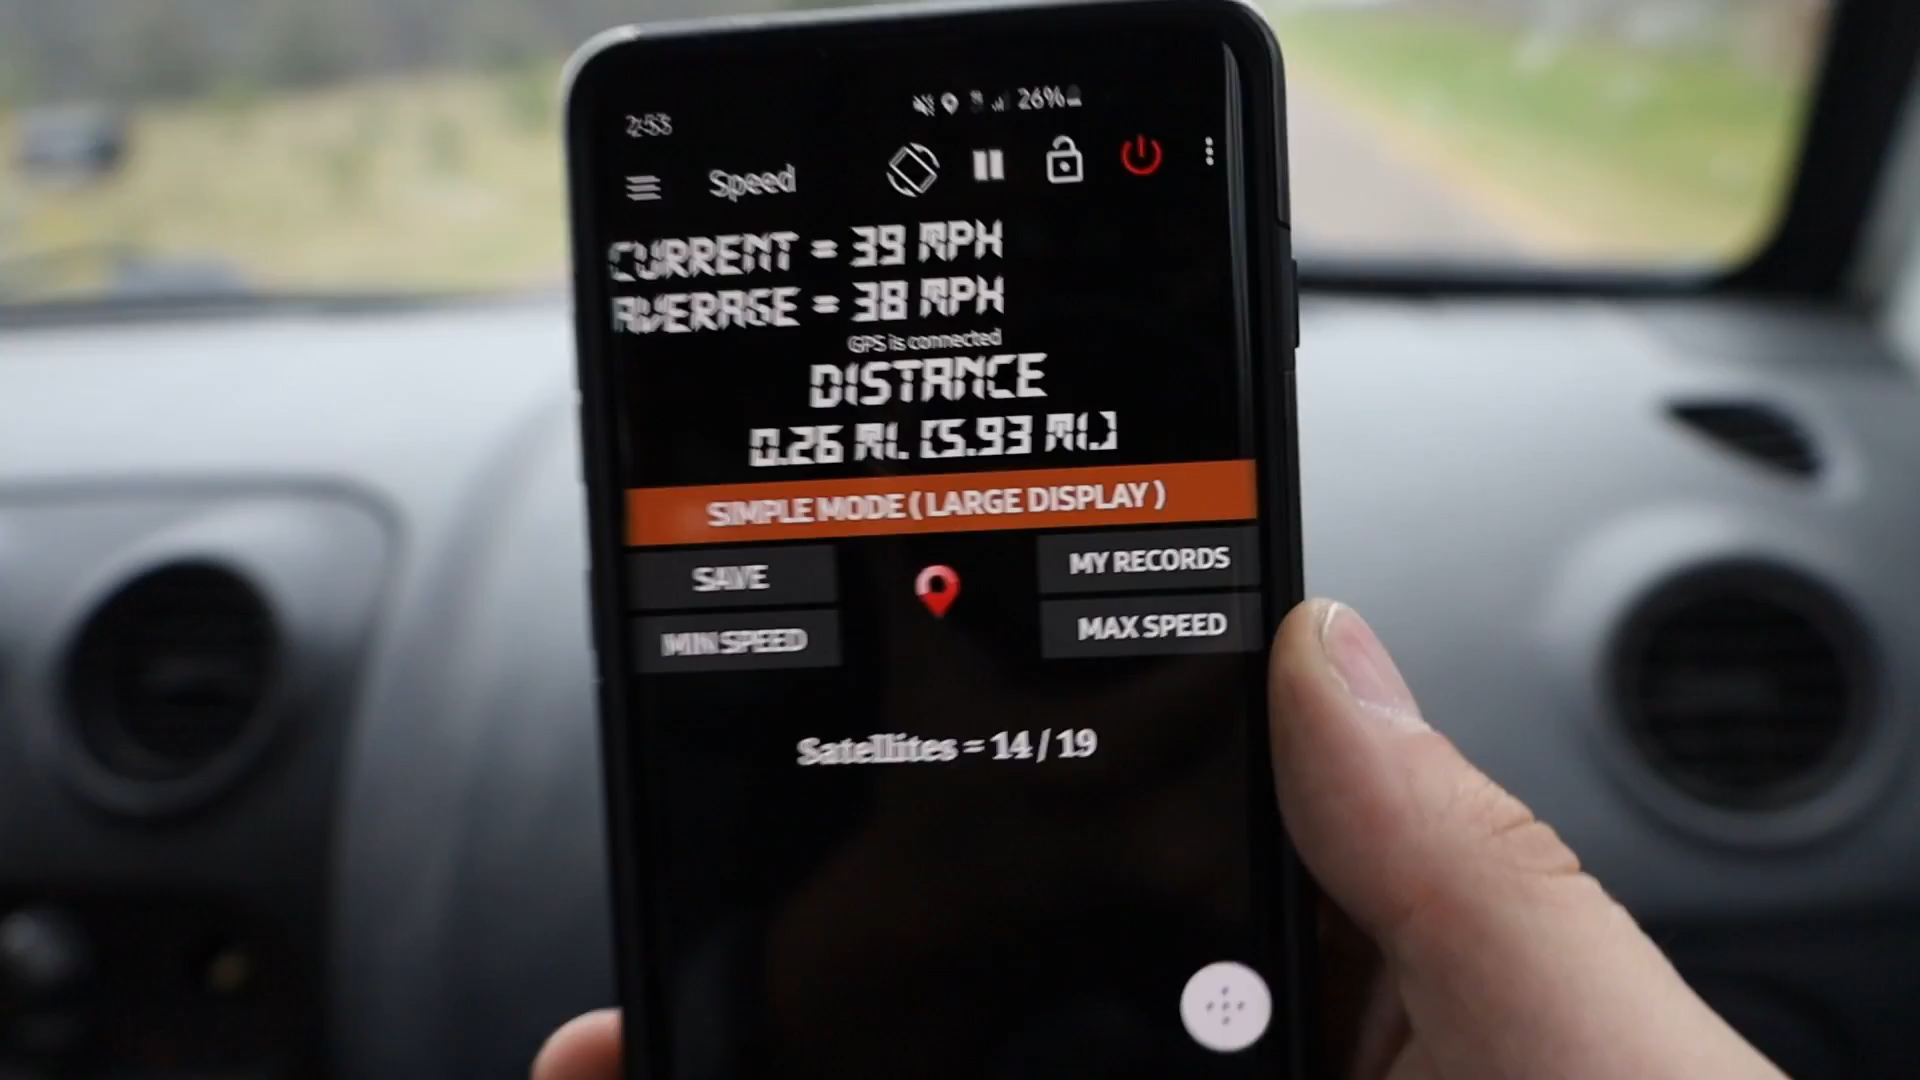 2:53
26%
Speed
CURRENT = 39 MPH
AVERAGE = 38 MPH
GPS is connected
DISTANCE
0.26 MI. (5.93 MI.)
SIMPLE MODE ( LARGE DISPLAY )
SAVE
MY RECORDS
MIN SPEED
MAX SPEED
Satellites = 14 / 19